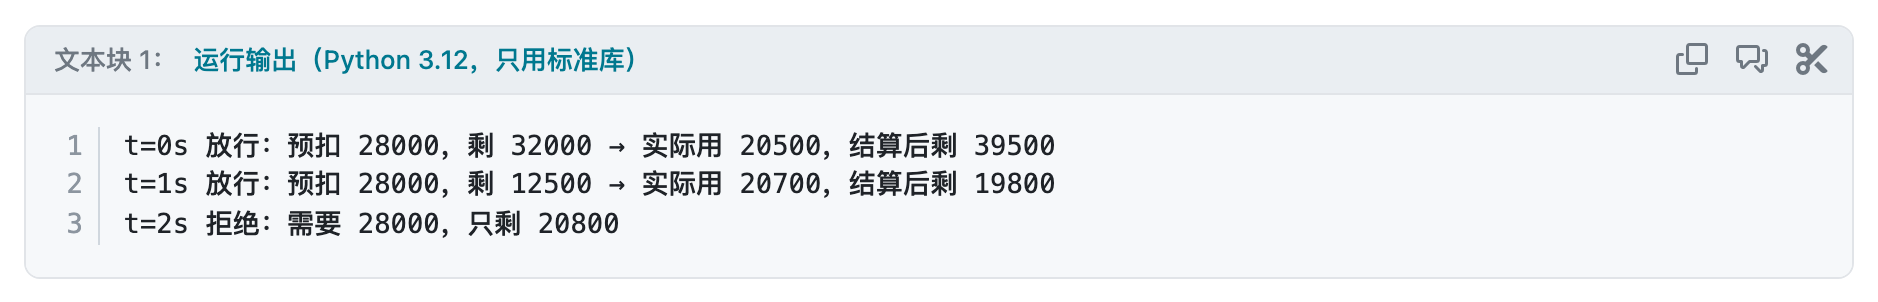 文本块 1： 运行输出（Python 3.12，只用标准库）
1 t=0s 放行：预扣 28000，剩 32000 → 实际用 20500，结算后剩 39500
2 t=1s 放行：预扣 28000，剩 12500 → 实际用 20700，结算后剩 19800
3 t=2s 拒绝：需要 28000，只剩 20800